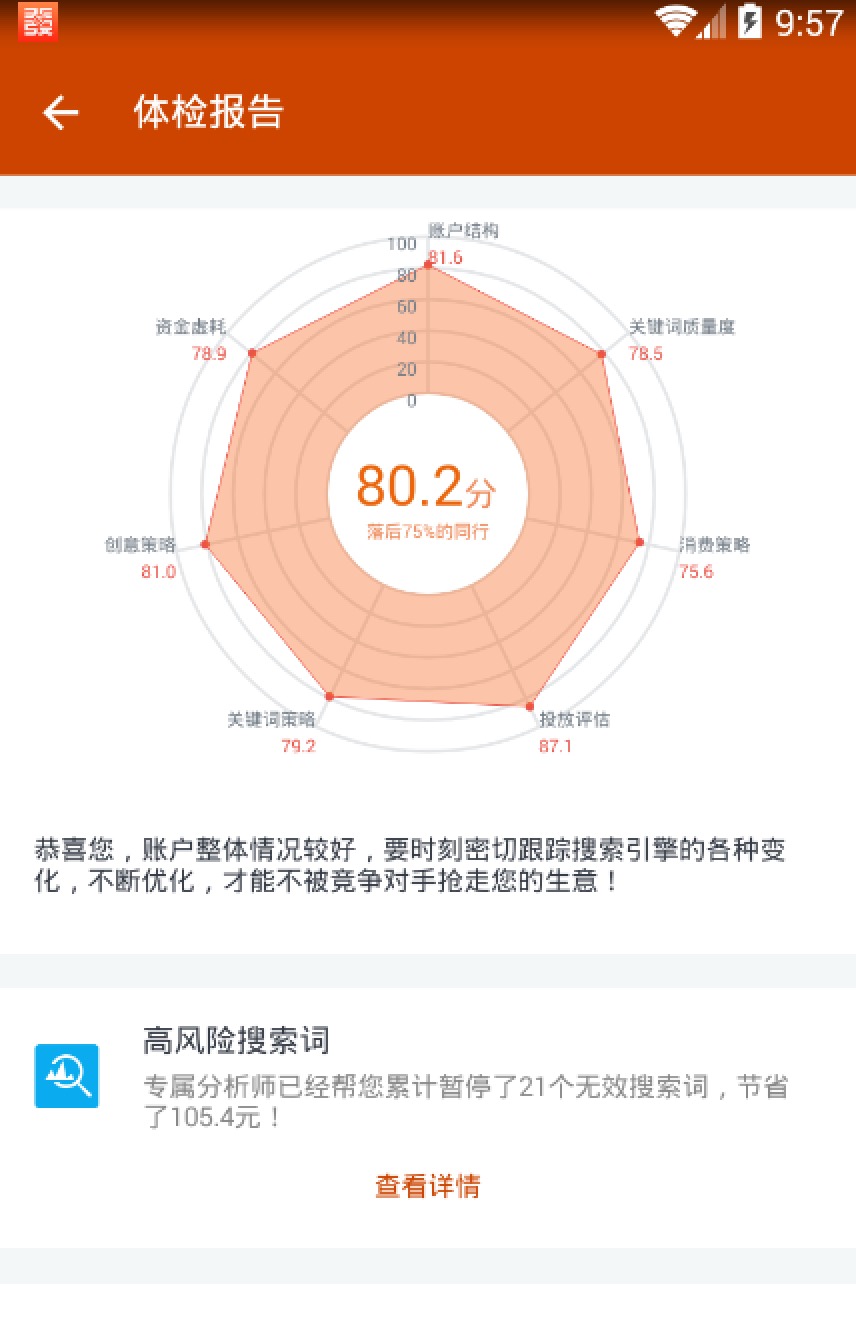 9:57
体检报告
账户结构
81.6
100
80
60
40
20
0
资金虚耗
78.9
关键词质量度
78.5
80.2分
落后75%的同行
创意策略
81.0
消费策略
75.6
关键词策略
79.2
投放评估
87.1
恭喜您，账户整体情况较好，要时刻密切跟踪搜索引擎的各种变
化，不断优化，才能不被竞争对手抢走您的生意！
高风险搜索词
专属分析师已经帮您累计暂停了21个无效搜索词，节省
了105.4元！
查看详情